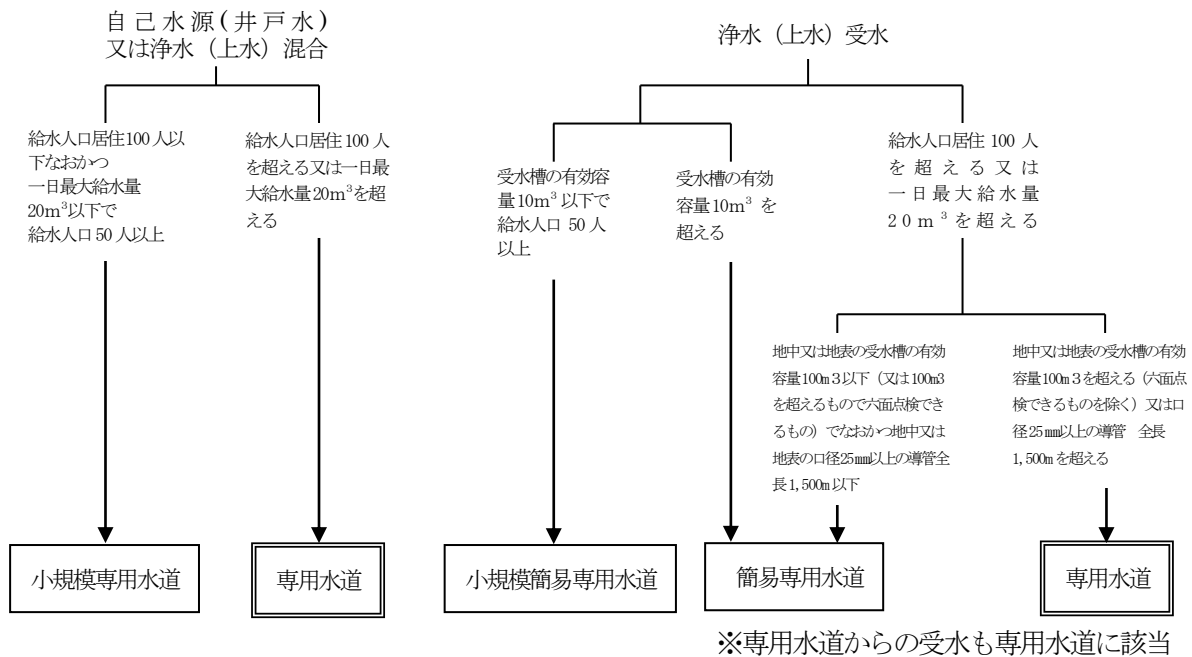 自己水源(井戸水)
又は浄水（上水）混合
給水人口居住100人以
下なおかつ
一日最大給水量
20m³以下で
給水人口50人以上
給水人口居住100人
を超える又は一日最
大給水量20m³を超
える
小規模専用水道
専用水道
浄水（上水）受水
受水槽の有効容
量10m³以下で
給水人口 50人
以上
受水槽の有効
容量10m³ を
超える
給水人口居住 100 人
を超える又は
一日最大給水量
20m³を超える
地中又は地表の受水槽の有効
容量100m３以下（又は100m3
を超えるもので六面点検でき
るもの）でなおかつ地中又は
地表の口径25㎜以上の導管全
長1,500m以下
地中又は地表の受水槽の有効
容量100m３を超える（六面点
検できるものを除く）又は口
径25㎜以上の導管　全長
1,500mを超える
小規模簡易専用水道
簡易専用水道
専用水道
※専用水道からの受水も専用水道に該当